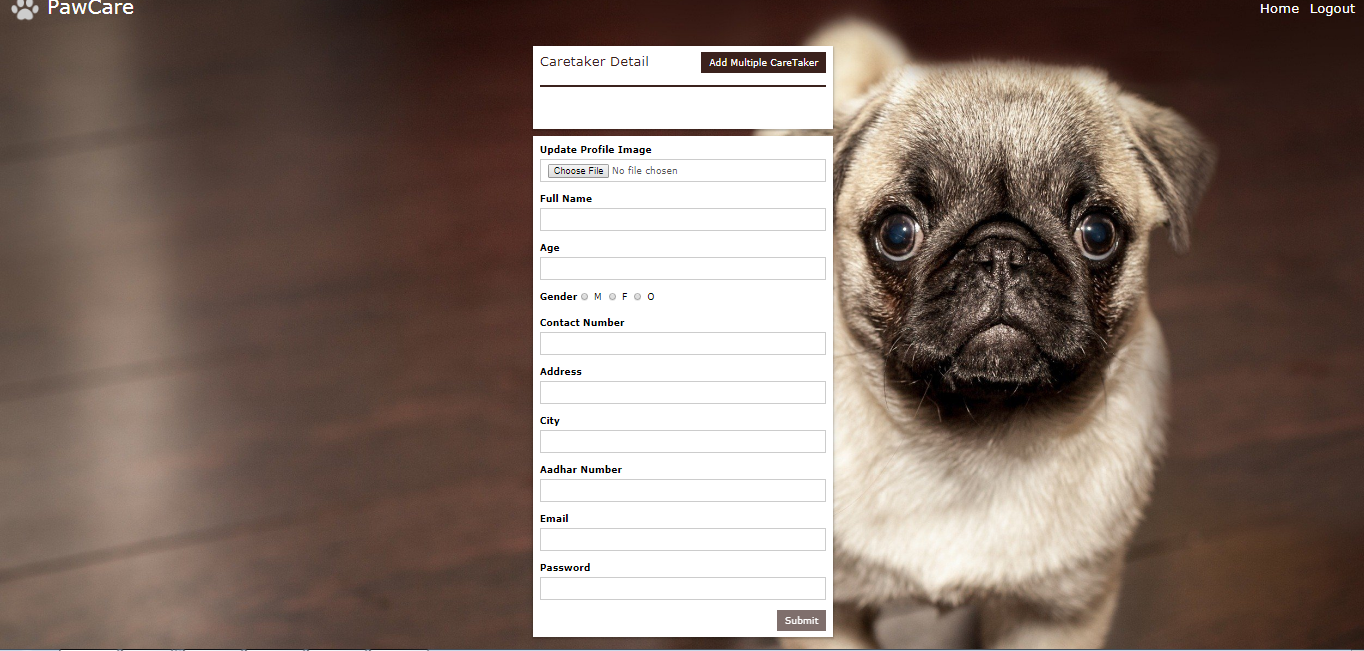 PawCare
Home Logout
Caretaker Detail
Add Multiple CareTaker
Update Profile Image
Choose File No file chosen
Full Name
Age
Gender M F O
Contact Number
Address
City
Aadhar Number
Email
Password
Submit